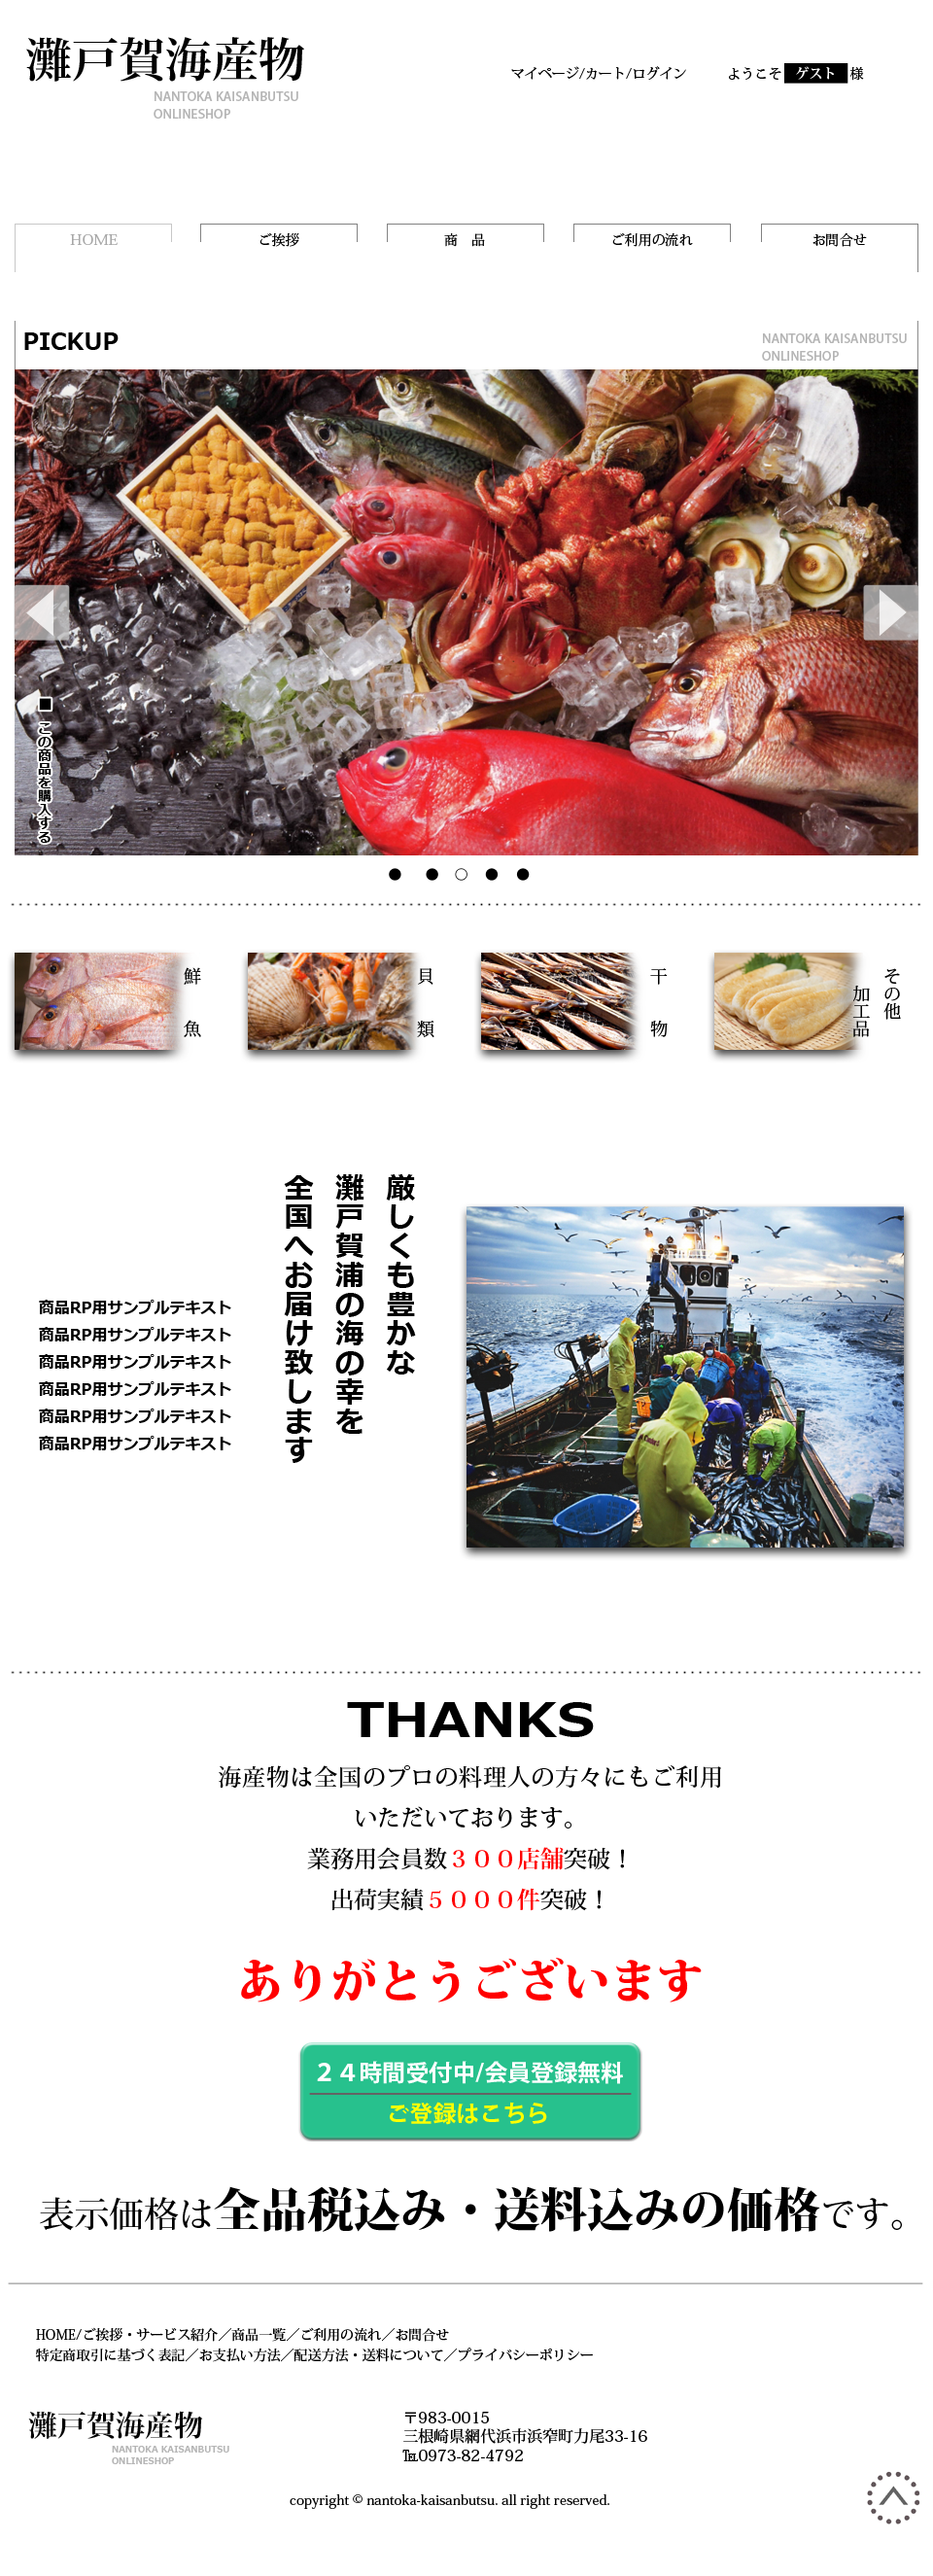 灘戸賀海産物
NANTOKA KAISANBUTSU
ONLINESHOP
マイページ/カート/ログイン
ようこそ ゲスト 様
HOME
ご挨拶
商　品
ご利用の流れ
お問合せ
PICKUP
NANTOKA KAISANBUTSU
ONLINESHOP
■ この商品を購入する
鮮　魚
貝　類
干　物
その他
加工品
厳しくも豊かな
灘戸賀浦の海の幸を
全国へお届け致します
商品RP用サンプルテキスト
商品RP用サンプルテキスト
商品RP用サンプルテキスト
商品RP用サンプルテキスト
商品RP用サンプルテキスト
商品RP用サンプルテキスト
THANKS
海産物は全国のプロの料理人の方々にもご利用
いただいております。
業務用会員数３００店舗突破！
出荷実績５０００件突破！
ありがとうございます
２４時間受付中/会員登録無料
ご登録はこちら
表示価格は全品税込み・送料込みの価格です。
HOME/ご挨拶・サービス紹介／商品一覧／ご利用の流れ／お問合せ
特定商取引に基づく表記／お支払い方法／配送方法・送料について／プライバシーポリシー
灘戸賀海産物
NANTOKA KAISANBUTSU
ONLINESHOP
〒983-0015
三根崎県網代浜市浜窄町力尾33-16
℡0973-82-4792
copyright © nantoka-kaisanbutsu. all right reserved.